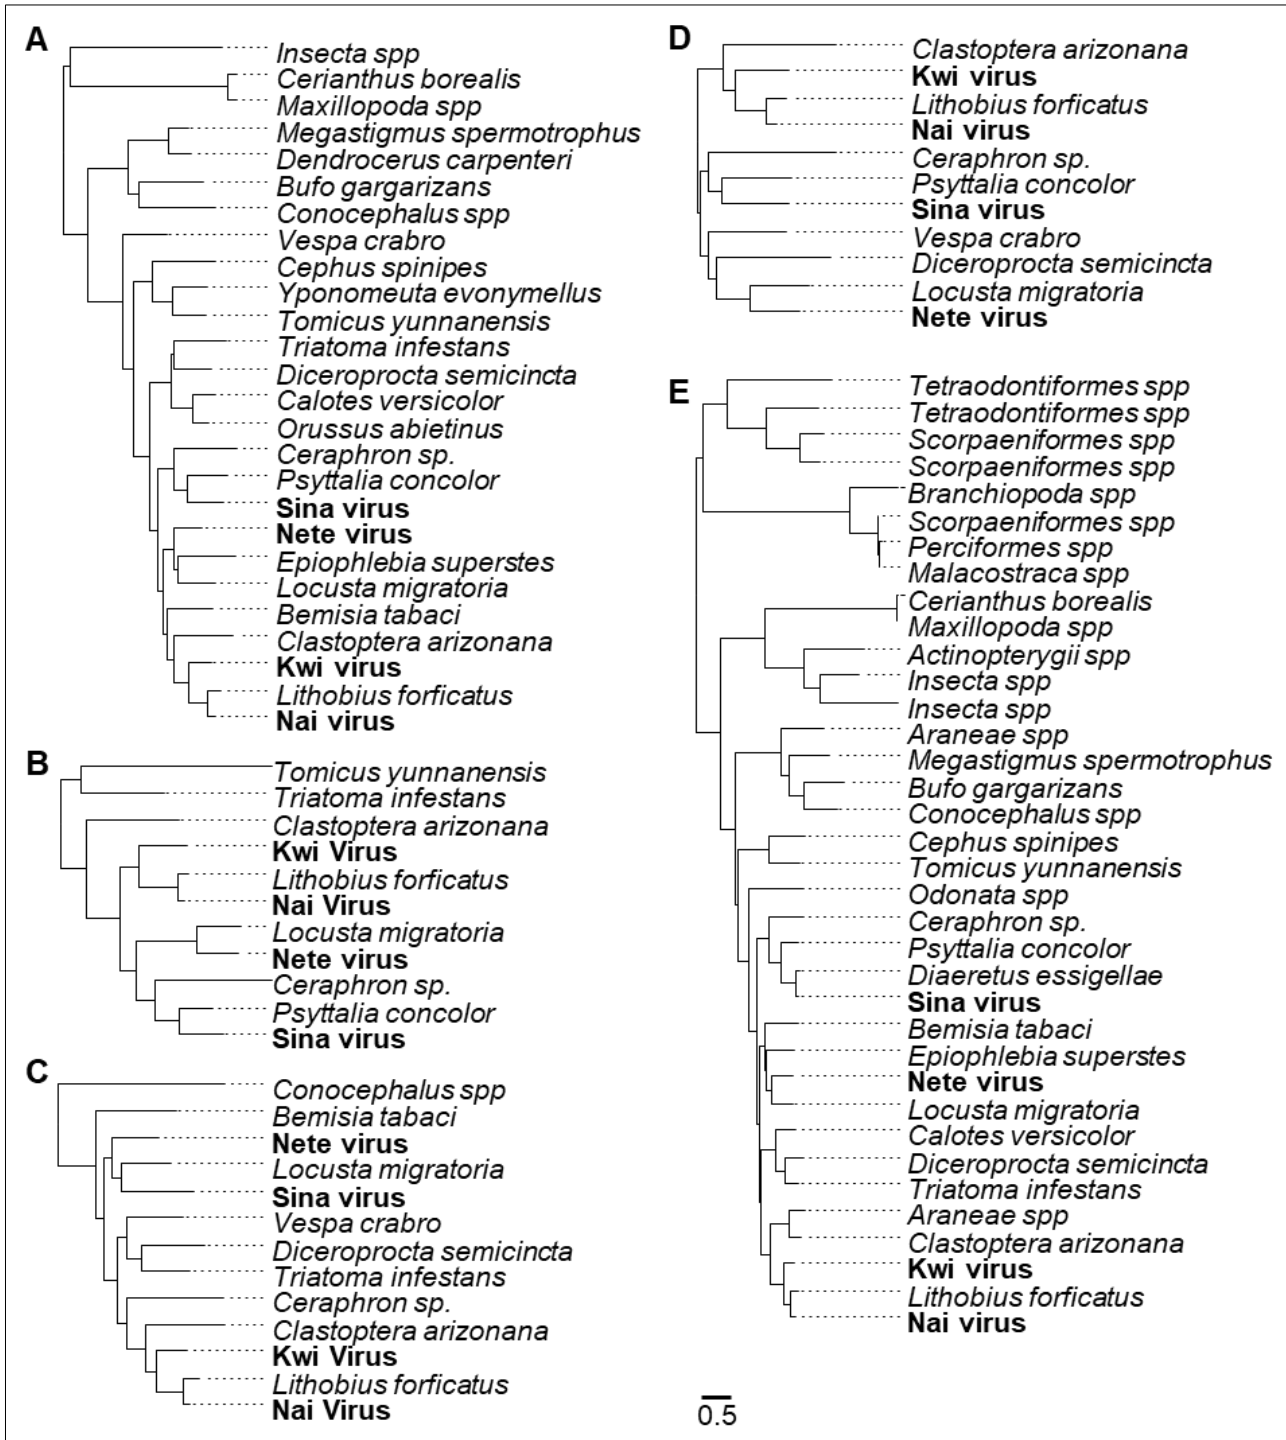 A
Insecta spp
Cerianthus borealis
Maxillopoda spp
Megastigmus spermotrophus
Dendrocerus carpenteri
Bufo gargarizans
Conocephalus spp
Vespa crabro
Cephus spinipes
Yponomeuta evonymellus
Tomicus yunnanensis
Triatoma infestans
Diceroprocta semicincta
Calotes versicolor
Orussus abietinus
Ceraphron sp.
Psyttalia concolor
Sina virus
Nete virus
Epiophlebia superstes
Locusta migratoria
Bemisia tabaci
Clastoptera arizonana
Kwi virus
Lithobius forficatus
Nai virus
B
Tomicus yunnanensis
Triatoma infestans
Clastoptera arizonana
Kwi Virus
Lithobius forficatus
Nai Virus
Locusta migratoria
Nete virus
Ceraphron sp.
Psyttalia concolor
Sina virus
C
Conocephalus spp
Bemisia tabaci
Nete virus
Locusta migratoria
Sina virus
Vespa crabro
Diceroprocta semicincta
Triatoma infestans
Ceraphron sp.
Clastoptera arizonana
Kwi Virus
Lithobius forficatus
Nai Virus
D
Clastoptera arizonana
Kwi virus
Lithobius forficatus
Nai virus
Ceraphron sp.
Psyttalia concolor
Sina virus
Vespa crabro
Diceroprocta semicincta
Locusta migratoria
Nete virus
E
Tetraodontiformes spp
Tetraodontiformes spp
Scorpaeniformes spp
Scorpaeniformes spp
Branchiopoda spp
Scorpaeniformes spp
Perciformes spp
Malacostraca spp
Cerianthus borealis
Maxillopoda spp
Actinopterygii spp
Insecta spp
Insecta spp
Araneae spp
Megastigmus spermotrophus
Bufo gargarizans
Conocephalus spp
Cephus spinipes
Tomicus yunnanensis
Odonata spp
Ceraphron sp.
Psyttalia concolor
Diaeretus essigellae
Sina virus
Bemisia tabaci
Epiophlebia superstes
Nete virus
Locusta migratoria
Calotes versicolor
Diceroprocta semicincta
Triatoma infestans
Araneae spp
Clastoptera arizonana
Kwi virus
Lithobius forficatus
Nai virus
0.5